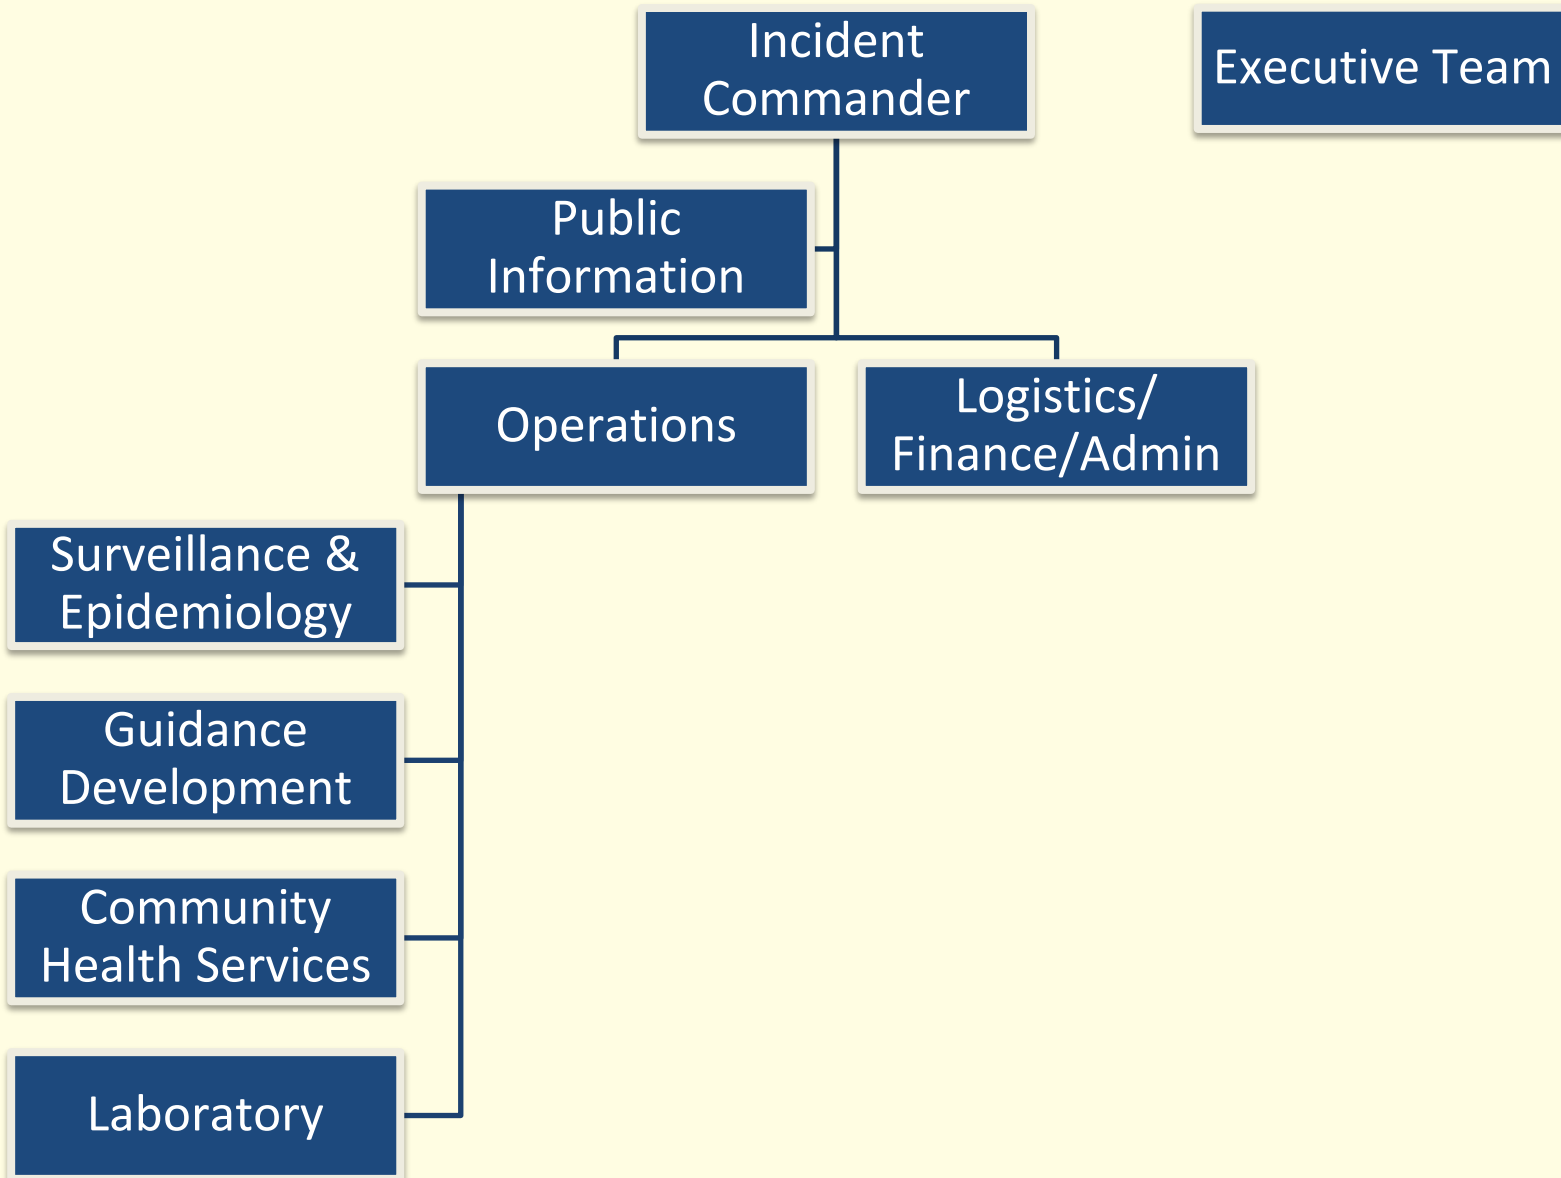 Incident
Commander
Executive Team
Public
Information
Operations
Logistics/
Finance/Admin
Surveillance &
Epidemiology
Guidance
Development
Community
Health Services
Laboratory